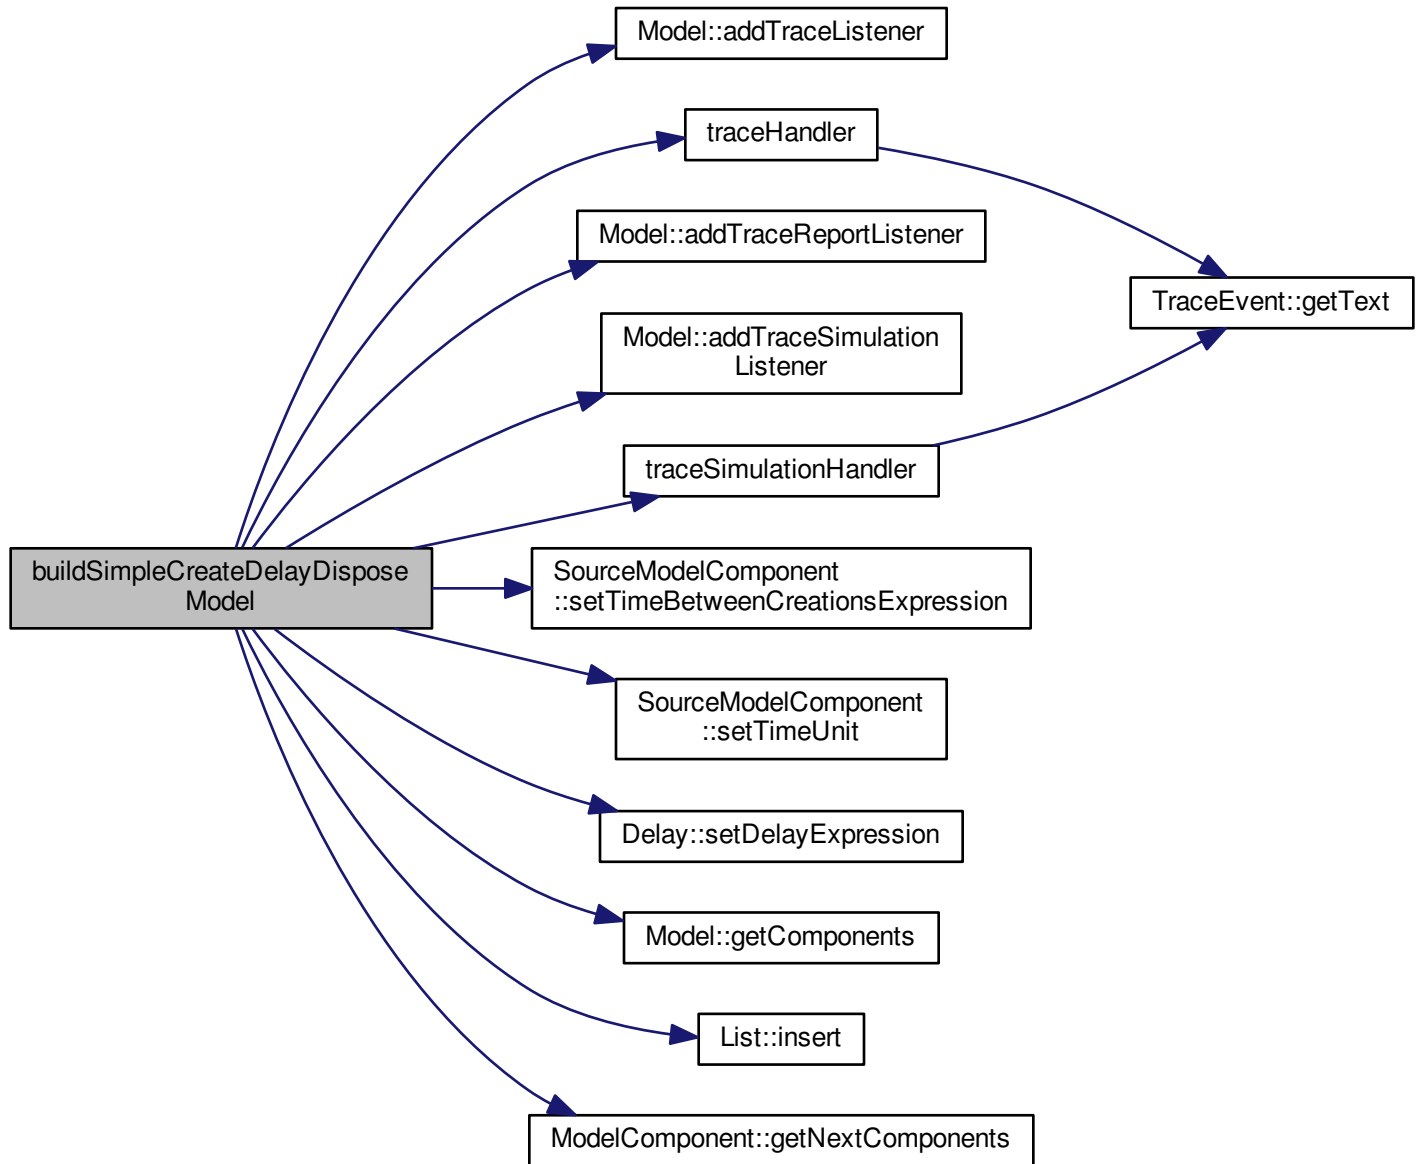 Model::addTraceListener
traceHandler
Model::addTraceReportListener
TraceEvent::getText
Model::addTraceSimulation
Listener
traceSimulationHandler
buildSimpleCreateDelayDispose
Model
SourceModelComponent
::setTimeBetweenCreationsExpression
SourceModelComponent
::setTimeUnit
Delay::setDelayExpression
Model::getComponents
List::insert
ModelComponent::getNextComponents